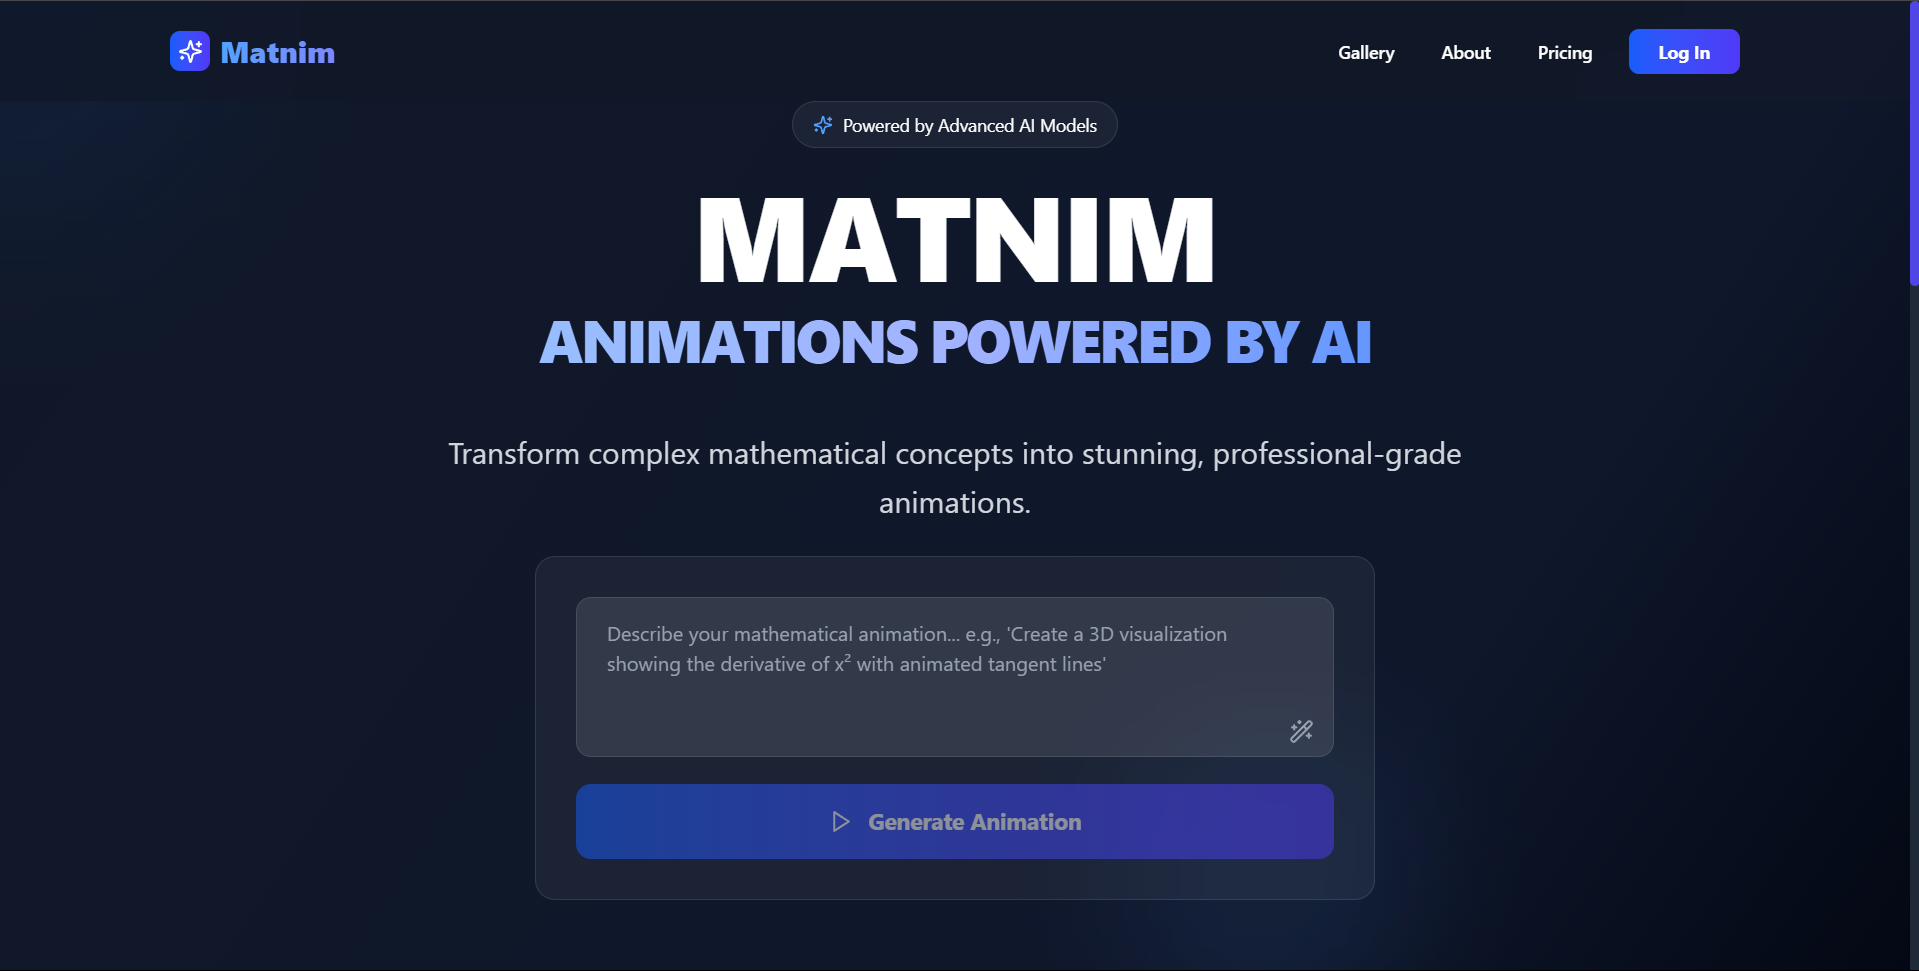 Matnim
Gallery
About
Pricing
Log In
Powered by Advanced AI Models
MATNIM
ANIMATIONS POWERED BY AI
Transform complex mathematical concepts into stunning, professional-grade
animations.
Describe your mathematical animation... e.g., 'Create a 3D visualization
showing the derivative of x² with animated tangent lines'
Generate Animation